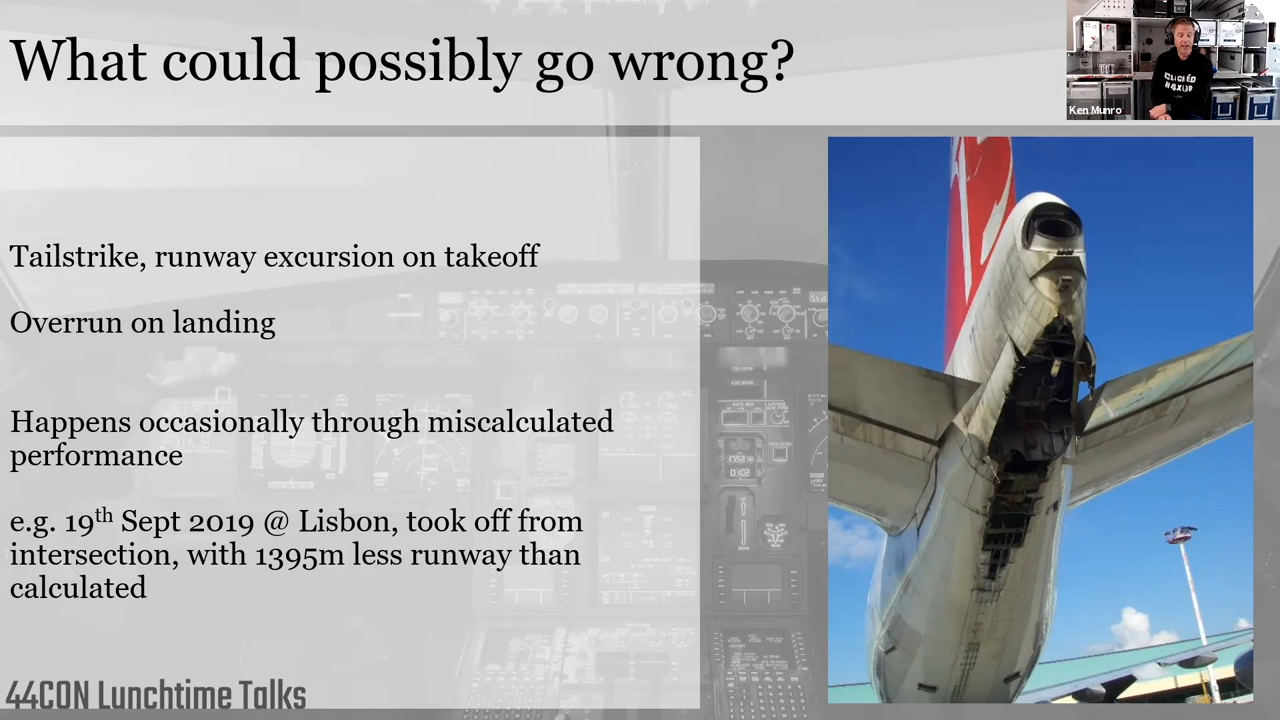 What could possibly go wrong?
Ken Munro
Tailstrike, runway excursion on takeoff
Overrun on landing
Happens occasionally through miscalculated
performance
e.g. 19th Sept 2019 @ Lisbon, took off from
intersection, with 1395m less runway than
calculated
44CON Lunchtime Talks